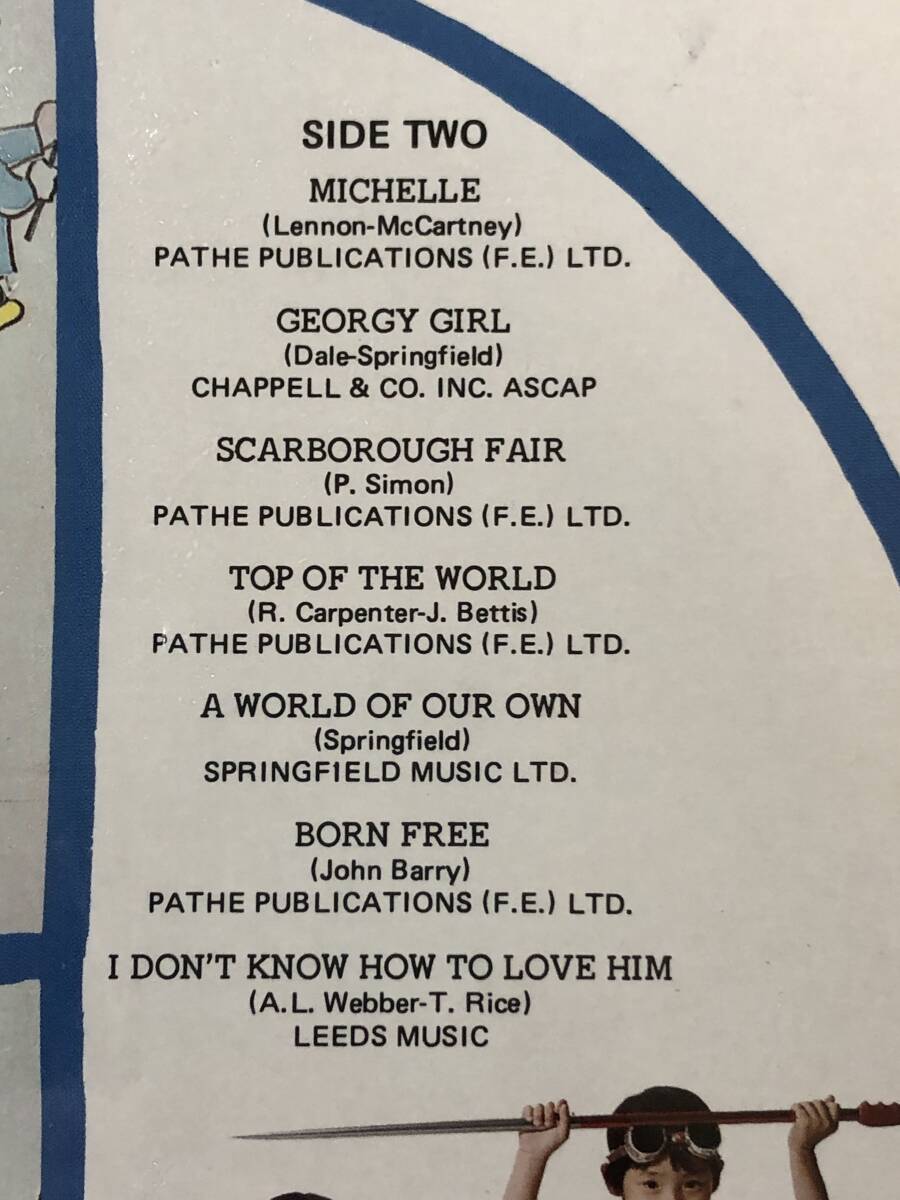 SIDE TWO
MICHELLE
(Lennon-McCartney)
PATHE PUBLICATIONS (F.E.) LTD.
GEORGY GIRL
(Dale-Springfield)
CHAPPELL & CO. INC. ASCAP
SCARBOROUGH FAIR
(P. Simon)
PATHE PUBLICATIONS (F.E.) LTD.
TOP OF THE WORLD
(R. Carpenter-J. Bettis)
PATHE PUBLICATIONS (F.E.) LTD.
A WORLD OF OUR OWN
(Springfield)
SPRINGFIELD MUSIC LTD.
BORN FREE
(John Barry)
PATHE PUBLICATIONS (F.E.) LTD.
I DON'T KNOW HOW TO LOVE HIM
(A.L. Webber-T. Rice)
LEEDS MUSIC